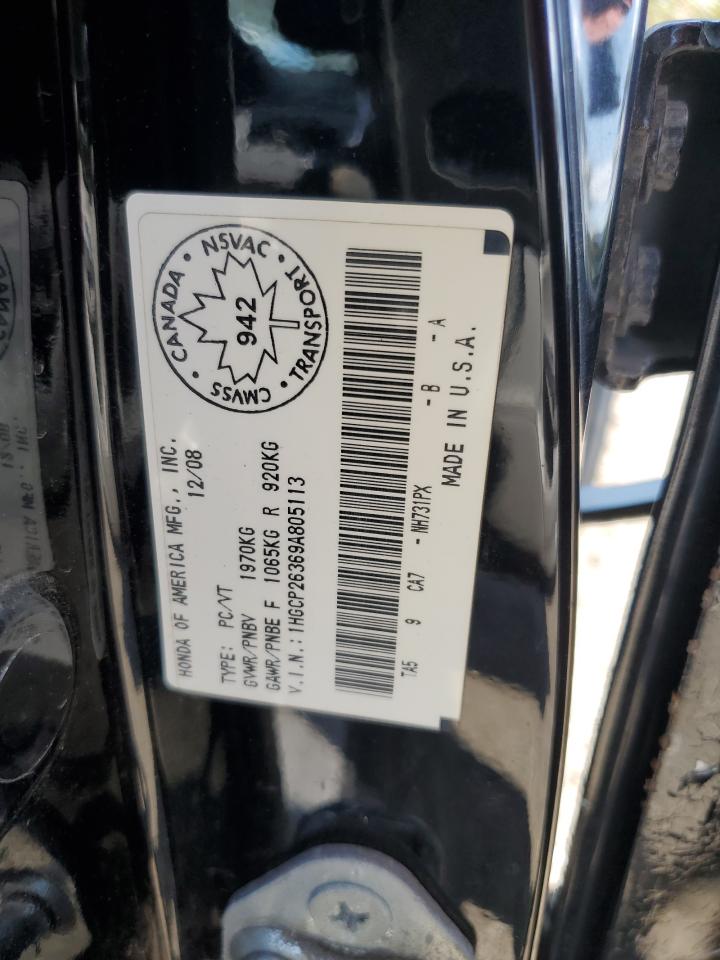 HONDA OF AMERICA MFG., INC.
12/08
TYPE: PC/VT
GVWR/PNBV 1970KG
GAWR/PNBE F 1065KG R 920KG
V.I.N.: 1HGCP26369A805113
CANADA • NSVAC • TRANSPORT • CMVSS •
942
TA5 9 CA7 - NH731PX - B - A
MADE IN U.S.A.